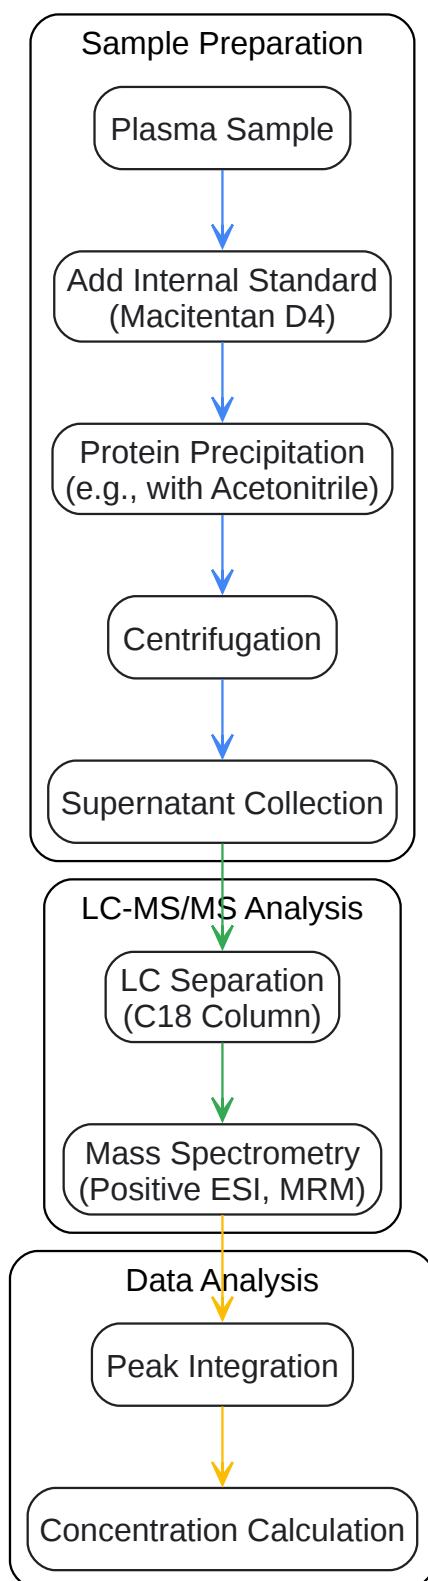 Sample Preparation
Plasma Sample
Add Internal Standard
(Macitentan D4)
Protein Precipitation
(e.g., with Acetonitrile)
Centrifugation
Supernatant Collection
LC-MS/MS Analysis
LC Separation
(C18 Column)
Mass Spectrometry
(Positive ESI, MRM)
Data Analysis
Peak Integration
Concentration Calculation